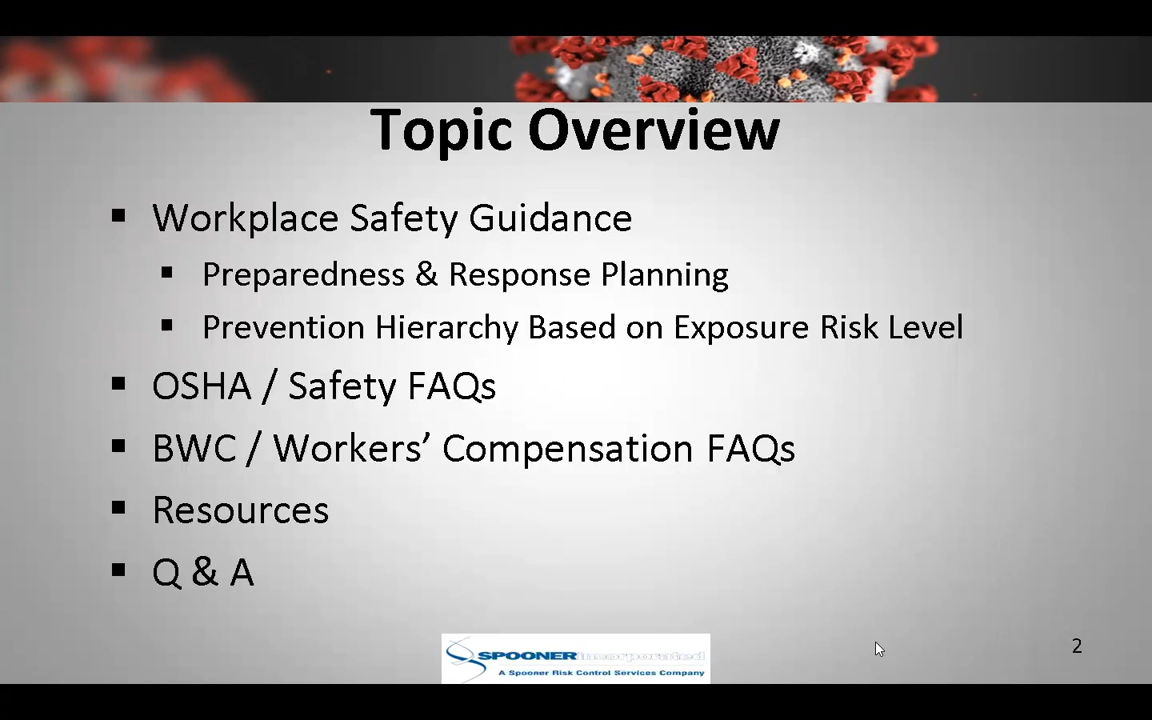 Topic Overview
▪ Workplace Safety Guidance
▪ Preparedness & Response Planning
▪ Prevention Hierarchy Based on Exposure Risk Level
▪ OSHA / Safety FAQs
▪ BWC / Workers’ Compensation FAQs
▪ Resources
▪ Q & A
SPOONER incorporated
A Spooner Risk Control Services Company
2